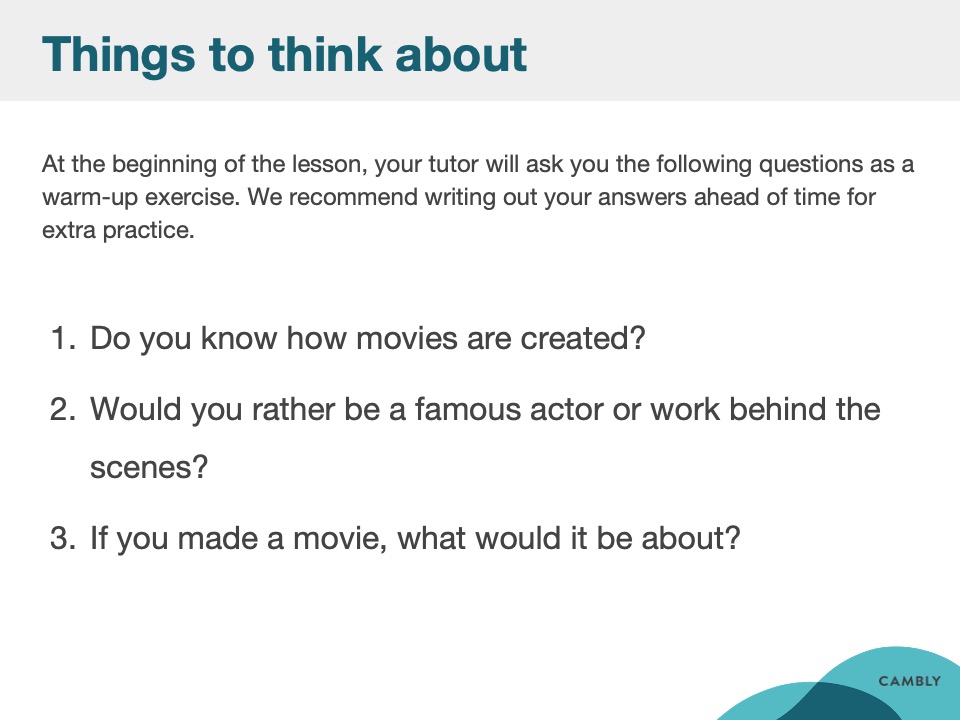 Things to think about
At the beginning of the lesson, your tutor will ask you the following questions as a
warm-up exercise. We recommend writing out your answers ahead of time for
extra practice.
1. Do you know how movies are created?
2. Would you rather be a famous actor or work behind the
scenes?
3. If you made a movie, what would it be about?
CAMBLY